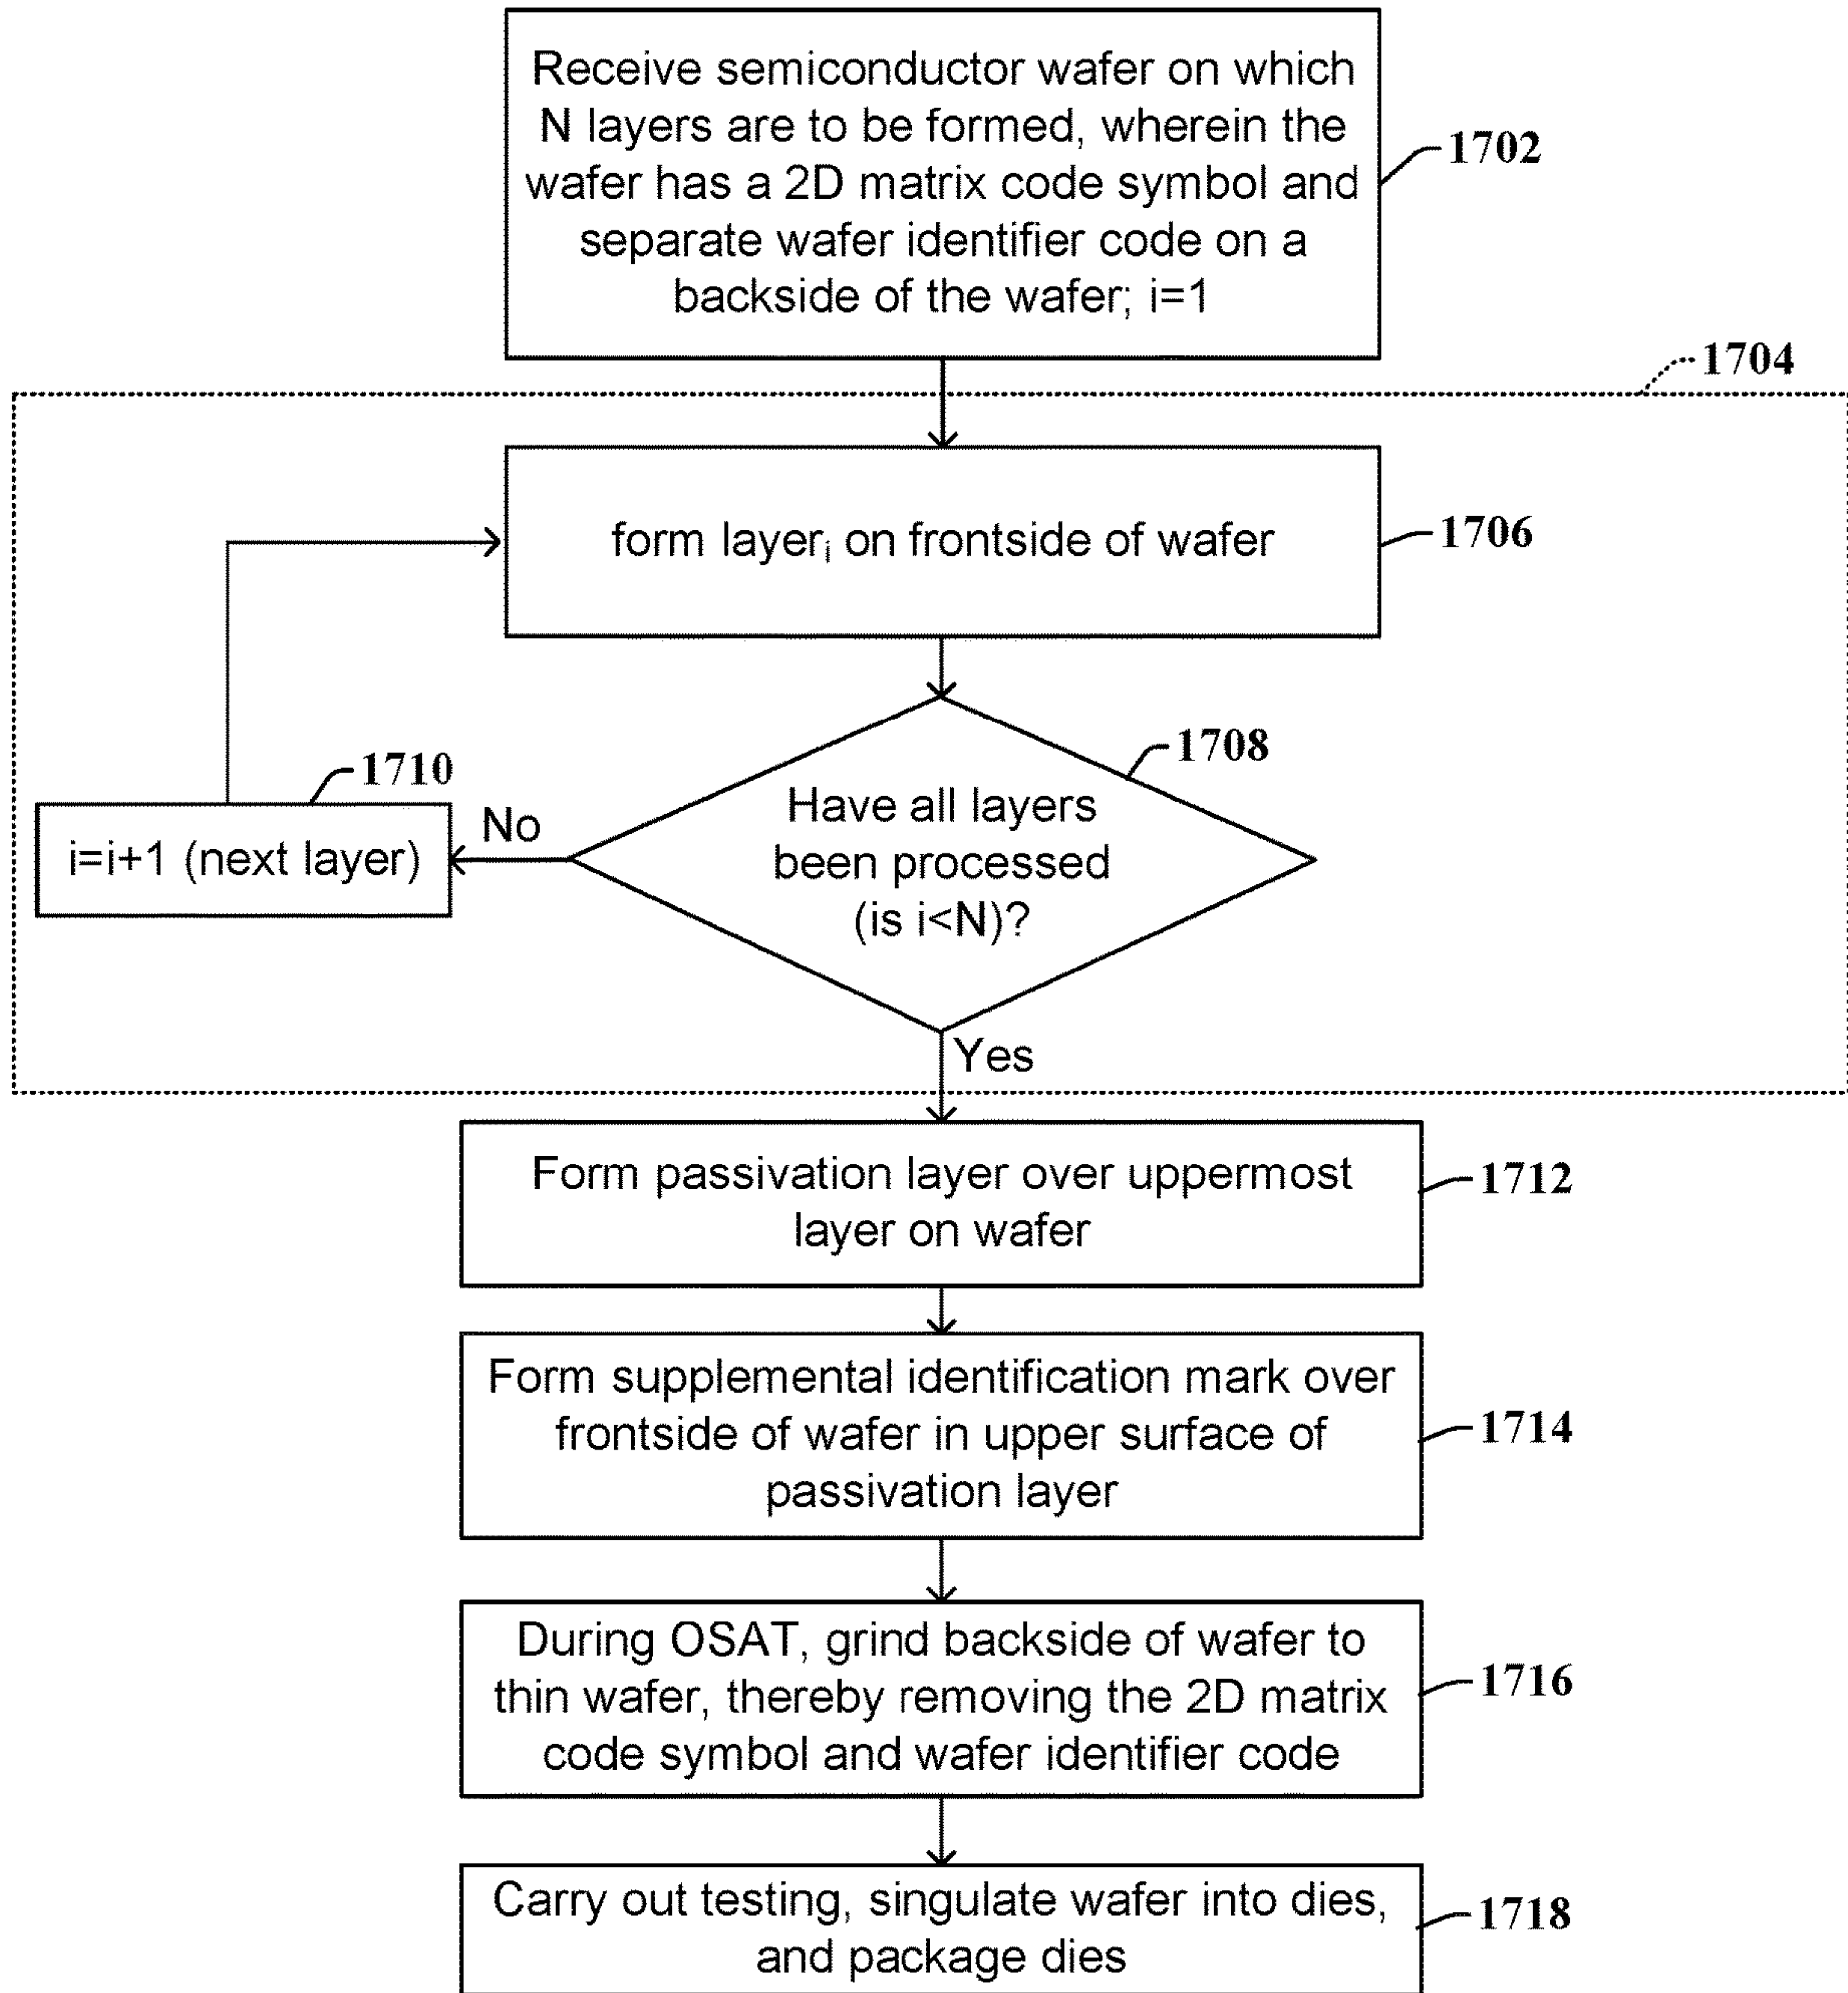 Receive semiconductor wafer on which
N layers are to be formed, wherein the
wafer has a 2D matrix code symbol and
separate wafer identifier code on a
backside of the wafer; i=1
1702
1704
form layerᵢ on frontside of wafer
1706
1708
Have all layers
been processed
(is i<N)?
No
1710
i=i+1 (next layer)
Yes
Form passivation layer over uppermost
layer on wafer
1712
Form supplemental identification mark over
frontside of wafer in upper surface of
passivation layer
1714
During OSAT, grind backside of wafer to
thin wafer, thereby removing the 2D matrix
code symbol and wafer identifier code
1716
Carry out testing, singulate wafer into dies,
and package dies
1718